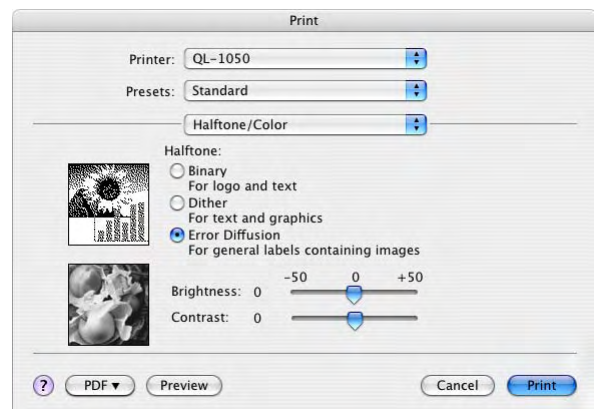 Print
Printer: QL-1050
Presets: Standard
Halftone/Color
Halftone:
Binary
For logo and text
Dither
For text and graphics
Error Diffusion
For general labels containing images
-50 0 +50
Brightness: 0
Contrast: 0
? PDF▼ Preview Cancel Print